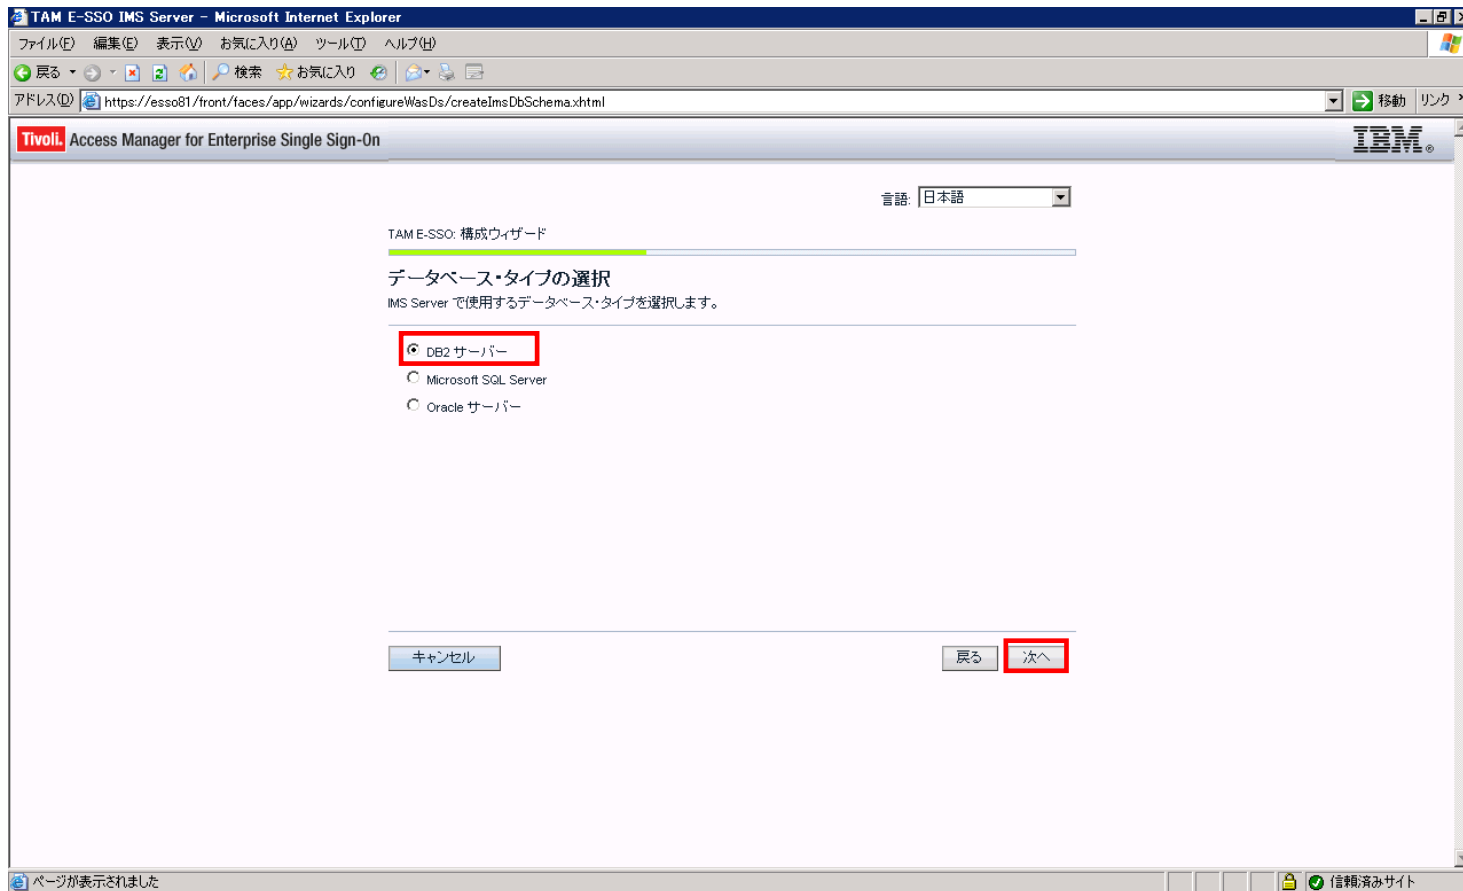 TAM E-SSO IMS Server - Microsoft Internet Explorer
ファイル(F) 編集(E) 表示(V) お気に入り(A) ツール(T) ヘルプ(H)
戻る 検索 お気に入り
アドレス(D) https://esso81/front/faces/app/wizards/configureWasDs/createImsDbSchema.xhtml 移動 リンク »
Tivoli. Access Manager for Enterprise Single Sign-On IBM®
言語: 日本語
TAM E-SSO: 構成ウィザード
データベース・タイプの選択
IMS Server で使用するデータベース・タイプを選択します。
DB2 サーバー
Microsoft SQL Server
Oracle サーバー
キャンセル 戻る 次へ
ページが表示されました 信頼済みサイト